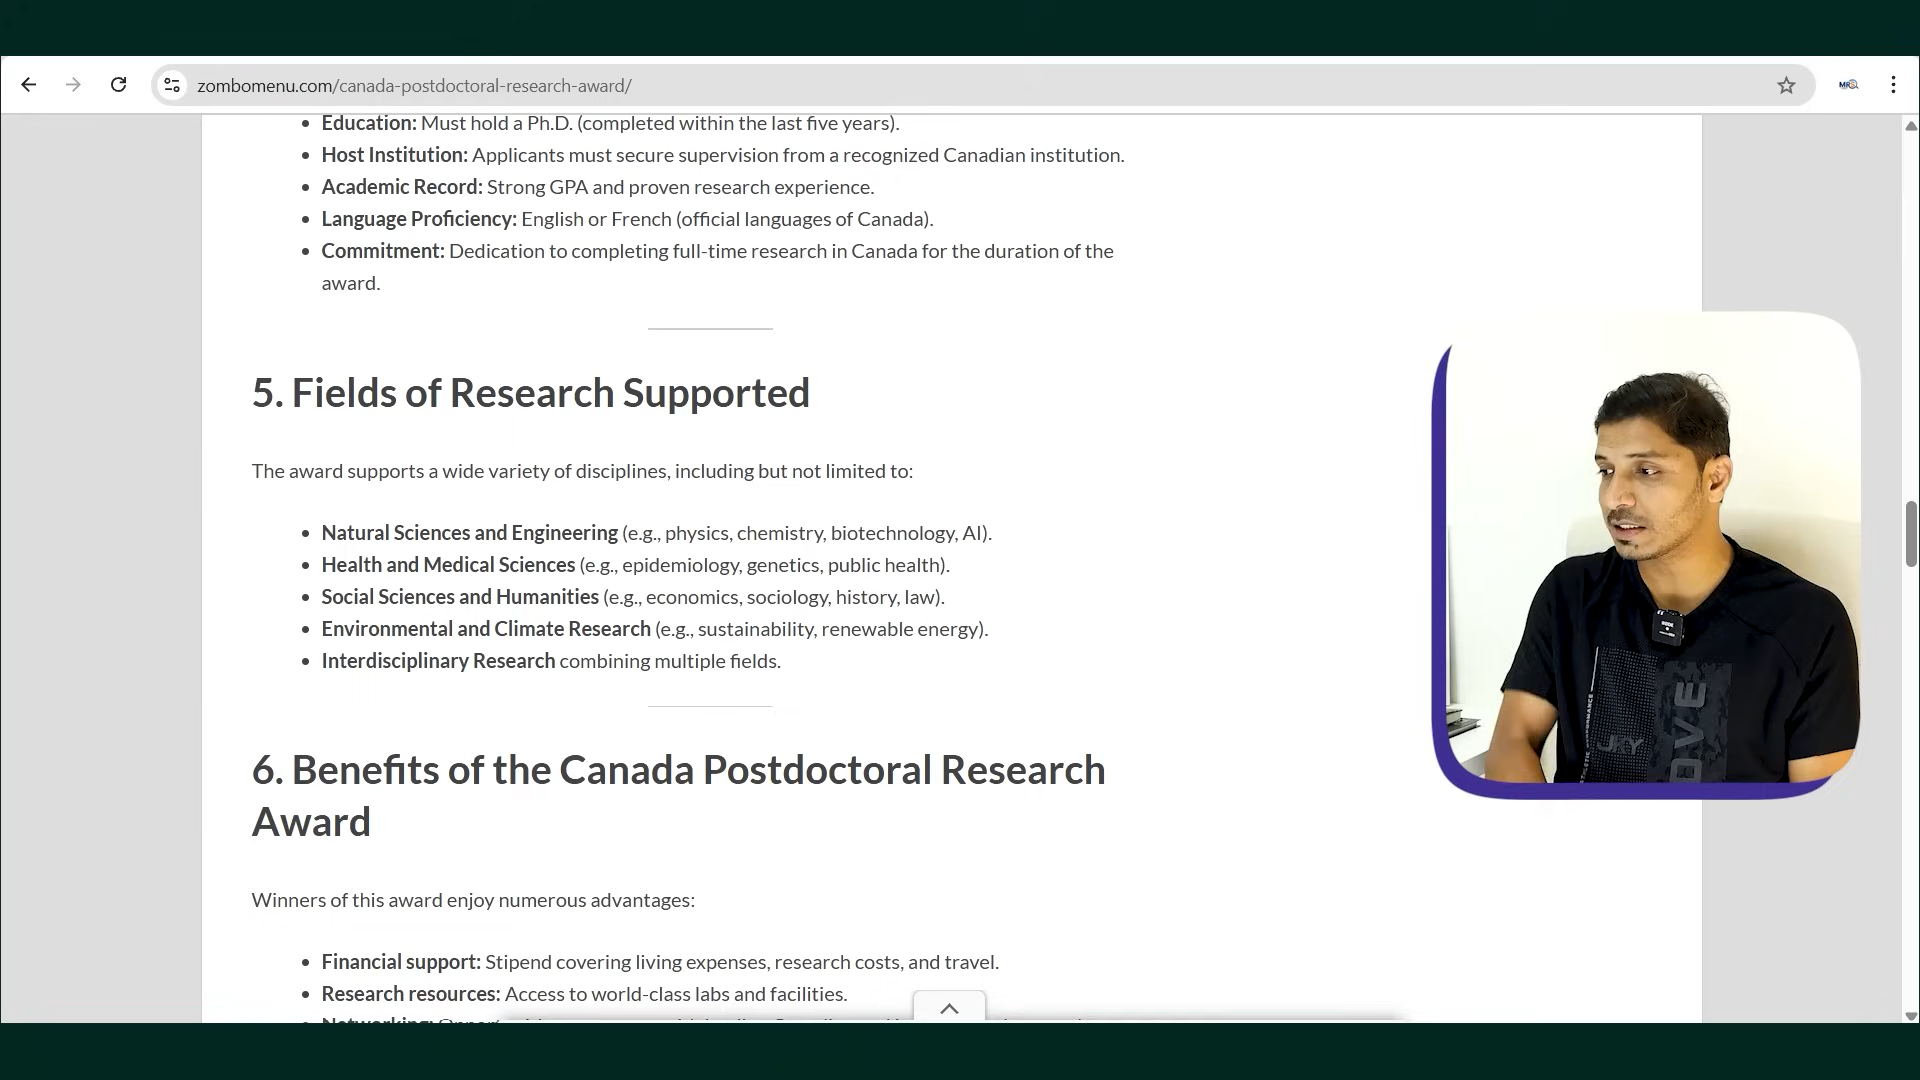 zombomenu.com/canada-postdoctoral-research-award/
Education: Must hold a Ph.D. (completed within the last five years).
Host Institution: Applicants must secure supervision from a recognized Canadian institution.
Academic Record: Strong GPA and proven research experience.
Language Proficiency: English or French (official languages of Canada).
Commitment: Dedication to completing full-time research in Canada for the duration of the
award.
5. Fields of Research Supported
The award supports a wide variety of disciplines, including but not limited to:
Natural Sciences and Engineering (e.g., physics, chemistry, biotechnology, AI).
Health and Medical Sciences (e.g., epidemiology, genetics, public health).
Social Sciences and Humanities (e.g., economics, sociology, history, law).
Environmental and Climate Research (e.g., sustainability, renewable energy).
Interdisciplinary Research combining multiple fields.
6. Benefits of the Canada Postdoctoral Research
Award
Winners of this award enjoy numerous advantages:
Financial support: Stipend covering living expenses, research costs, and travel.
Research resources: Access to world-class labs and facilities.
RODE